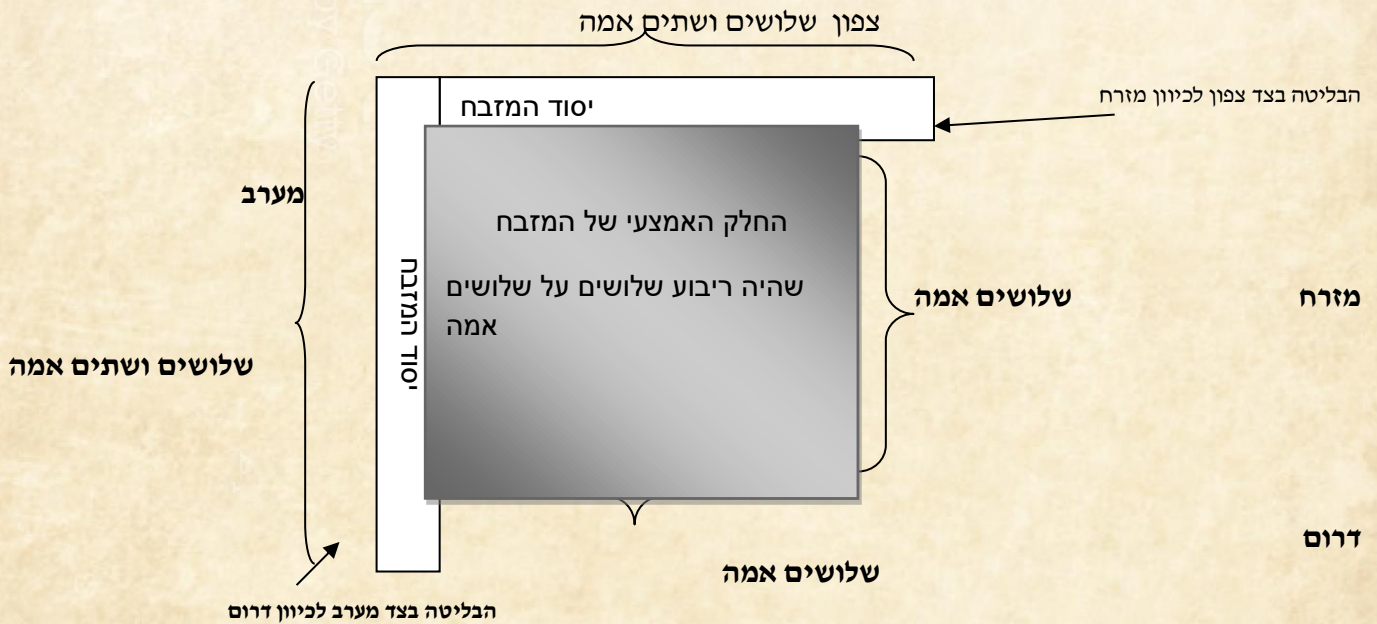 צפון שלושים ושתים אמה
הבליטה בצד צפון לכיוון מזרח
יסוד המזבח
מערב
החלק האמצעי של המזבח
שהיה ריבוע שלושים על שלושים
אמה
יסוד המזבח
שלושים אמה
מזרח
שלושים ושתים אמה
דרום
שלושים אמה
הבליטה בצד מערב לכיוון דרום